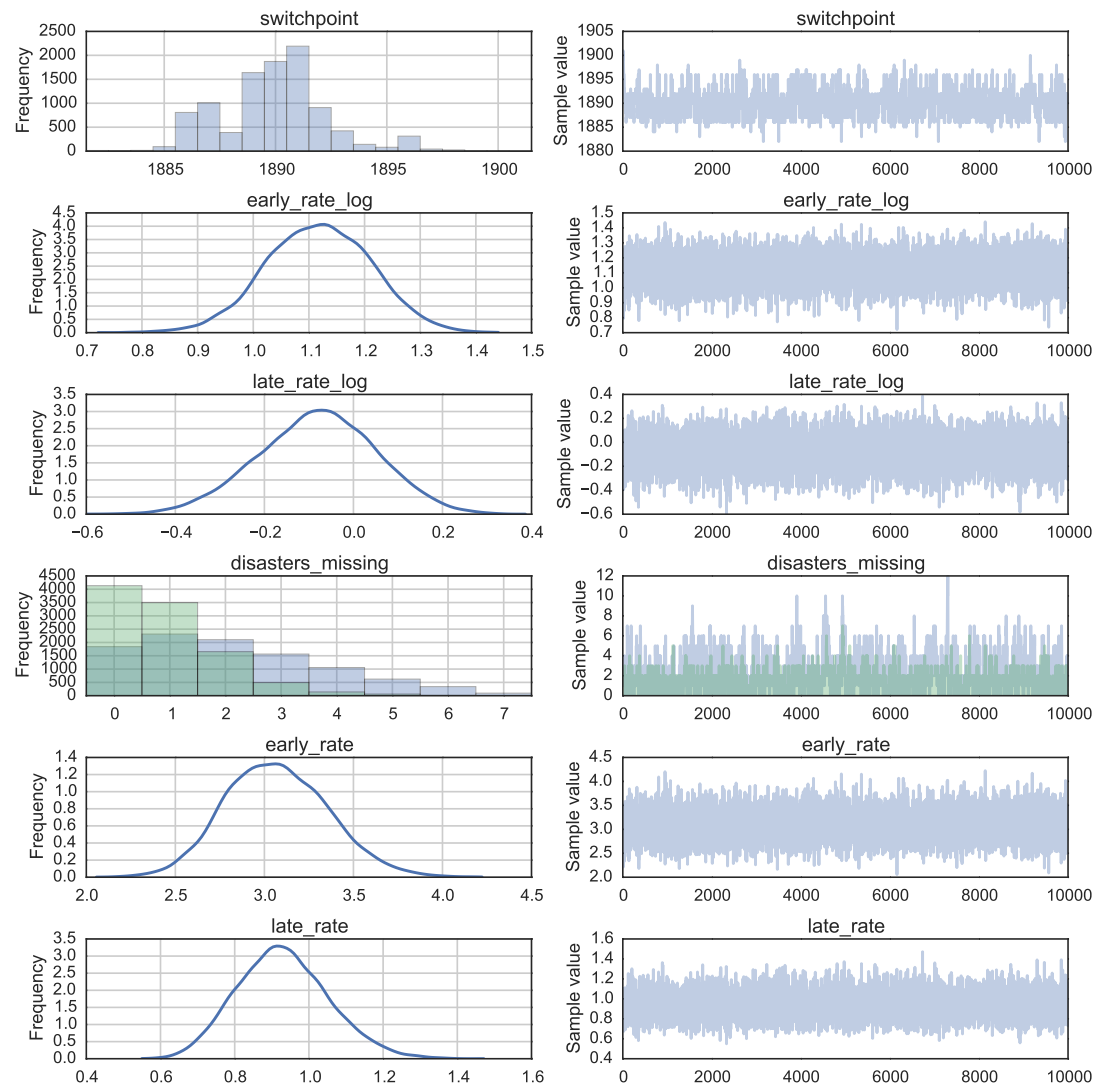 switchpoint
switchpoint
Frequency
2500
2000
1500
1000
500
0
1885 1890 1895 1900
Sample value
1905
1900
1895
1890
1885
1880
0 2000 4000 6000 8000 10000
early_rate_log
early_rate_log
Frequency
4.5
4.0
3.5
3.0
2.5
2.0
1.5
1.0
0.5
0.0
0.7 0.8 0.9 1.0 1.1 1.2 1.3 1.4 1.5
Sample value
1.5
1.4
1.3
1.2
1.1
1.0
0.9
0.8
0.7
0 2000 4000 6000 8000 10000
late_rate_log
late_rate_log
Frequency
3.5
3.0
2.5
2.0
1.5
1.0
0.5
0.0
−0.6 −0.4 −0.2 0.0 0.2 0.4
Sample value
0.4
0.2
0.0
−0.2
−0.4
−0.6
0 2000 4000 6000 8000 10000
disasters_missing
disasters_missing
Frequency
4500
4000
3500
3000
2500
2000
1500
1000
500
0
0 1 2 3 4 5 6 7
Sample value
12
10
8
6
4
2
0
0 2000 4000 6000 8000 10000
early_rate
early_rate
Frequency
1.4
1.2
1.0
0.8
0.6
0.4
0.2
0.0
2.0 2.5 3.0 3.5 4.0 4.5
Sample value
4.5
4.0
3.5
3.0
2.5
2.0
0 2000 4000 6000 8000 10000
late_rate
late_rate
Frequency
3.5
3.0
2.5
2.0
1.5
1.0
0.5
0.0
0.4 0.6 0.8 1.0 1.2 1.4 1.6
Sample value
1.6
1.4
1.2
1.0
0.8
0.6
0.4
0 2000 4000 6000 8000 10000